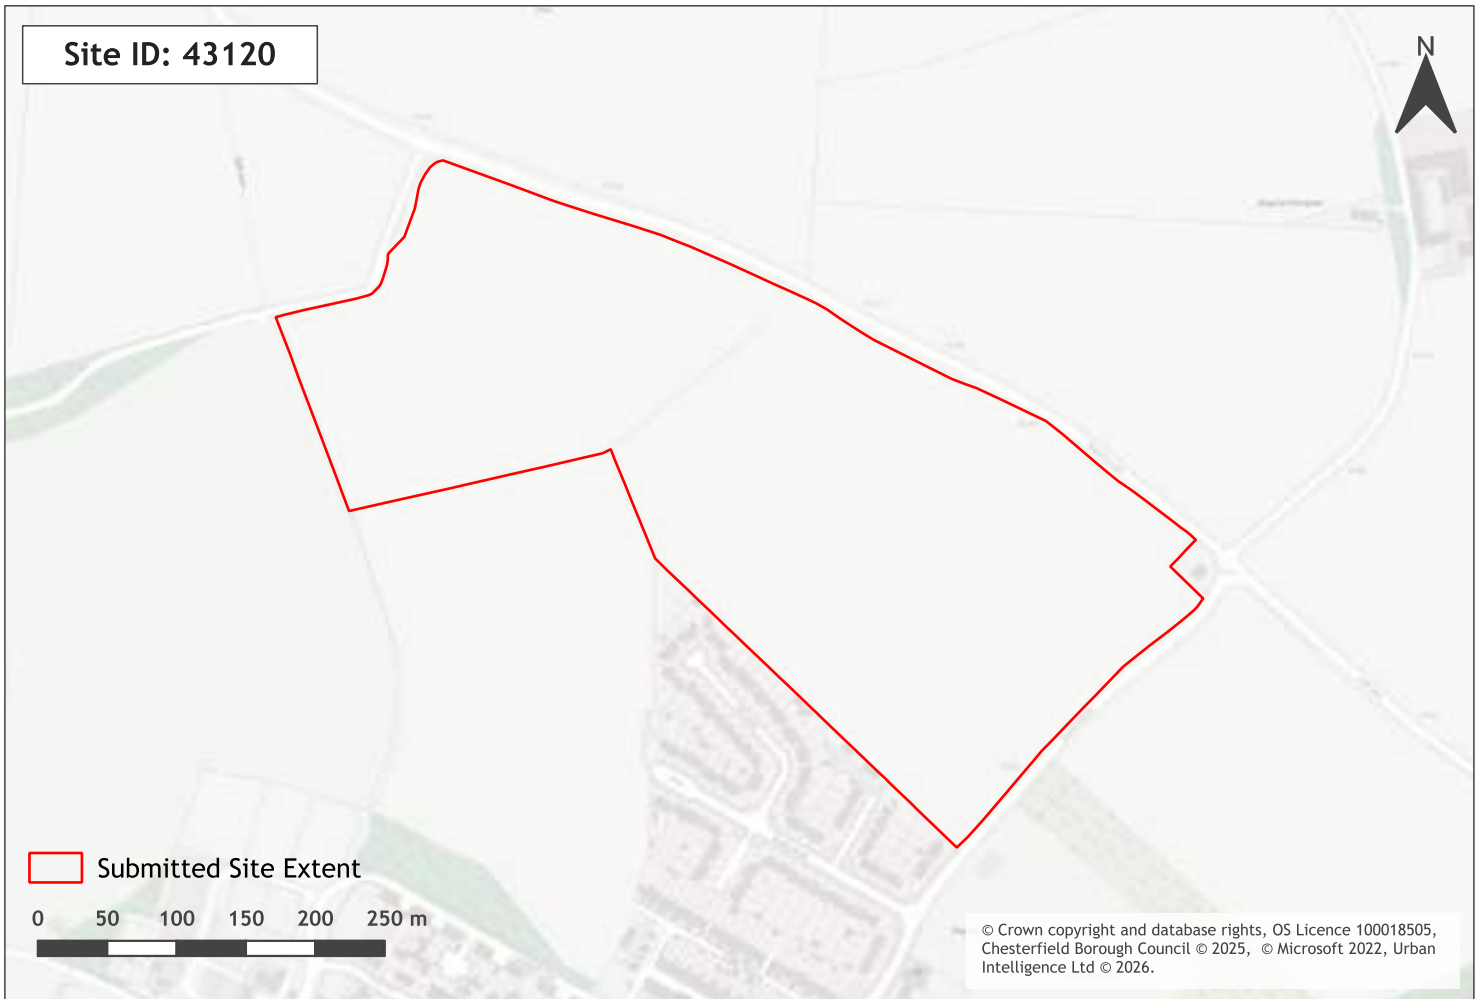 Site ID: 43120
N
Submitted Site Extent
0 50 100 150 200 250 m
© Crown copyright and database rights, OS Licence 100018505,
Chesterfield Borough Council © 2025, © Microsoft 2022, Urban
Intelligence Ltd © 2026.